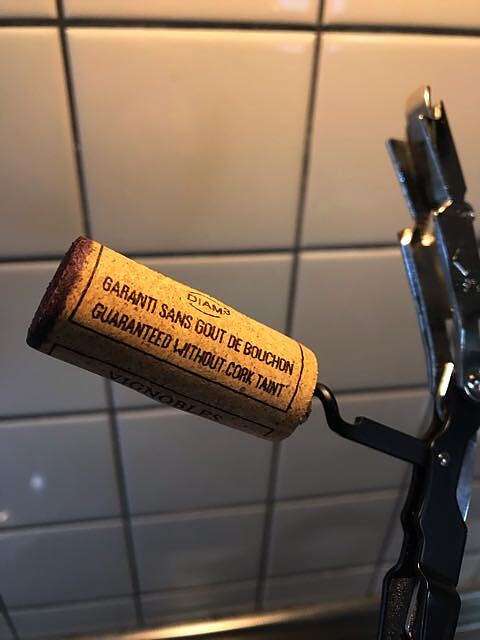 DIAM3
GARANTI SANS GOUT DE BOUCHON
GUARANTEED WITHOUT CORK TAINT
VIGNOBLES